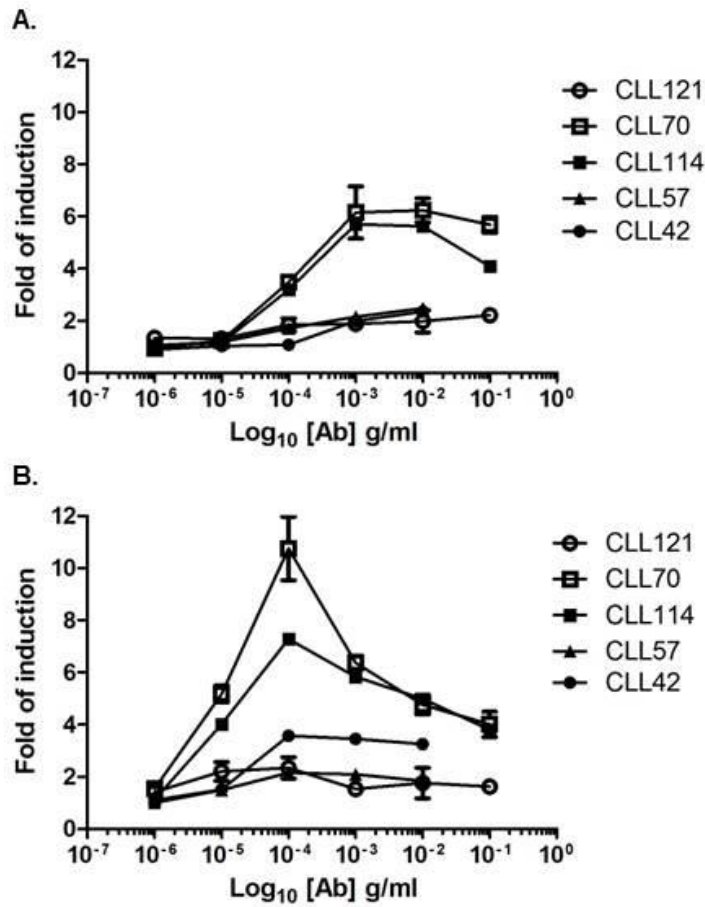 A.
12
10
8
6
4
2
0
Fold of induction
10⁻⁷ 10⁻⁶ 10⁻⁵ 10⁻⁴ 10⁻³ 10⁻² 10⁻¹ 10⁰
Log₁₀ [Ab] g/ml
CLL121
CLL70
CLL114
CLL57
CLL42
B.
12
10
8
6
4
2
0
Fold of induction
10⁻⁷ 10⁻⁶ 10⁻⁵ 10⁻⁴ 10⁻³ 10⁻² 10⁻¹ 10⁰
Log₁₀ [Ab] g/ml
CLL121
CLL70
CLL114
CLL57
CLL42